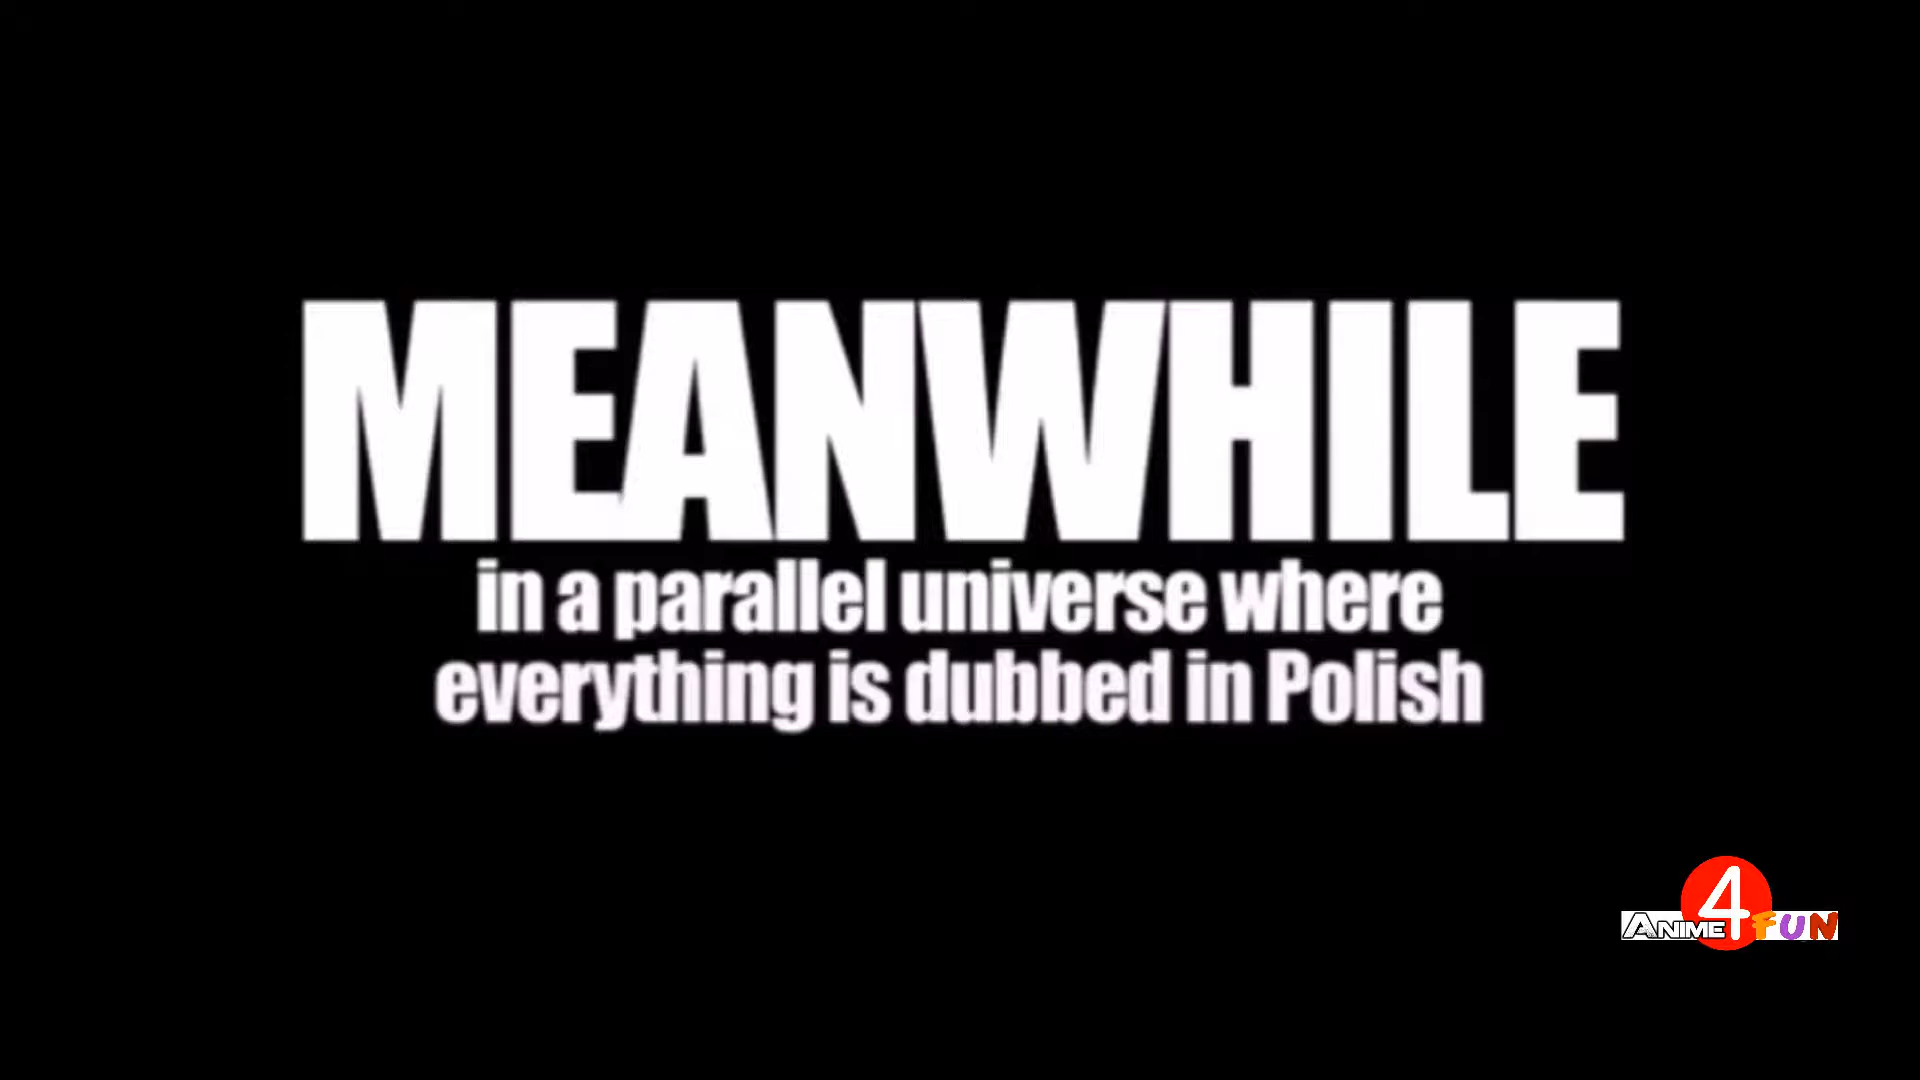 MEANWHILE
in a parallel universe where
everything is dubbed in Polish
ANIME 4 FUN